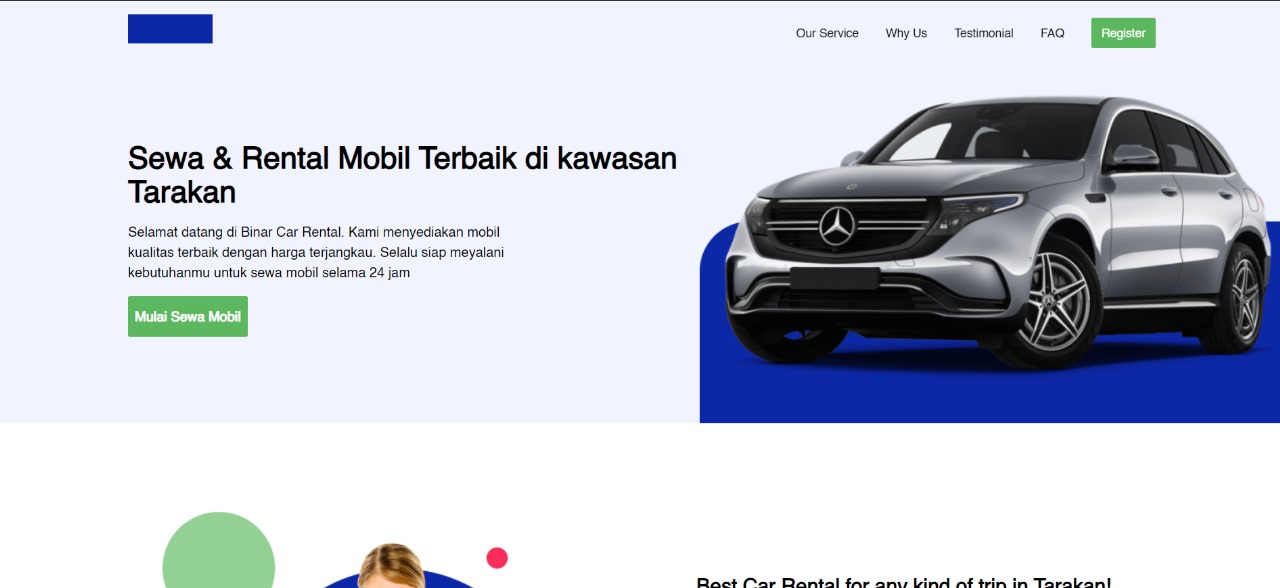 Our Service Why Us Testimonial FAQ Register
Sewa & Rental Mobil Terbaik di kawasan
Tarakan
Selamat datang di Binar Car Rental. Kami menyediakan mobil
kualitas terbaik dengan harga terjangkau. Selalu siap meyalani
kebutuhanmu untuk sewa mobil selama 24 jam
Mulai Sewa Mobil
Best Car Rental for any kind of trip in Tarakan!